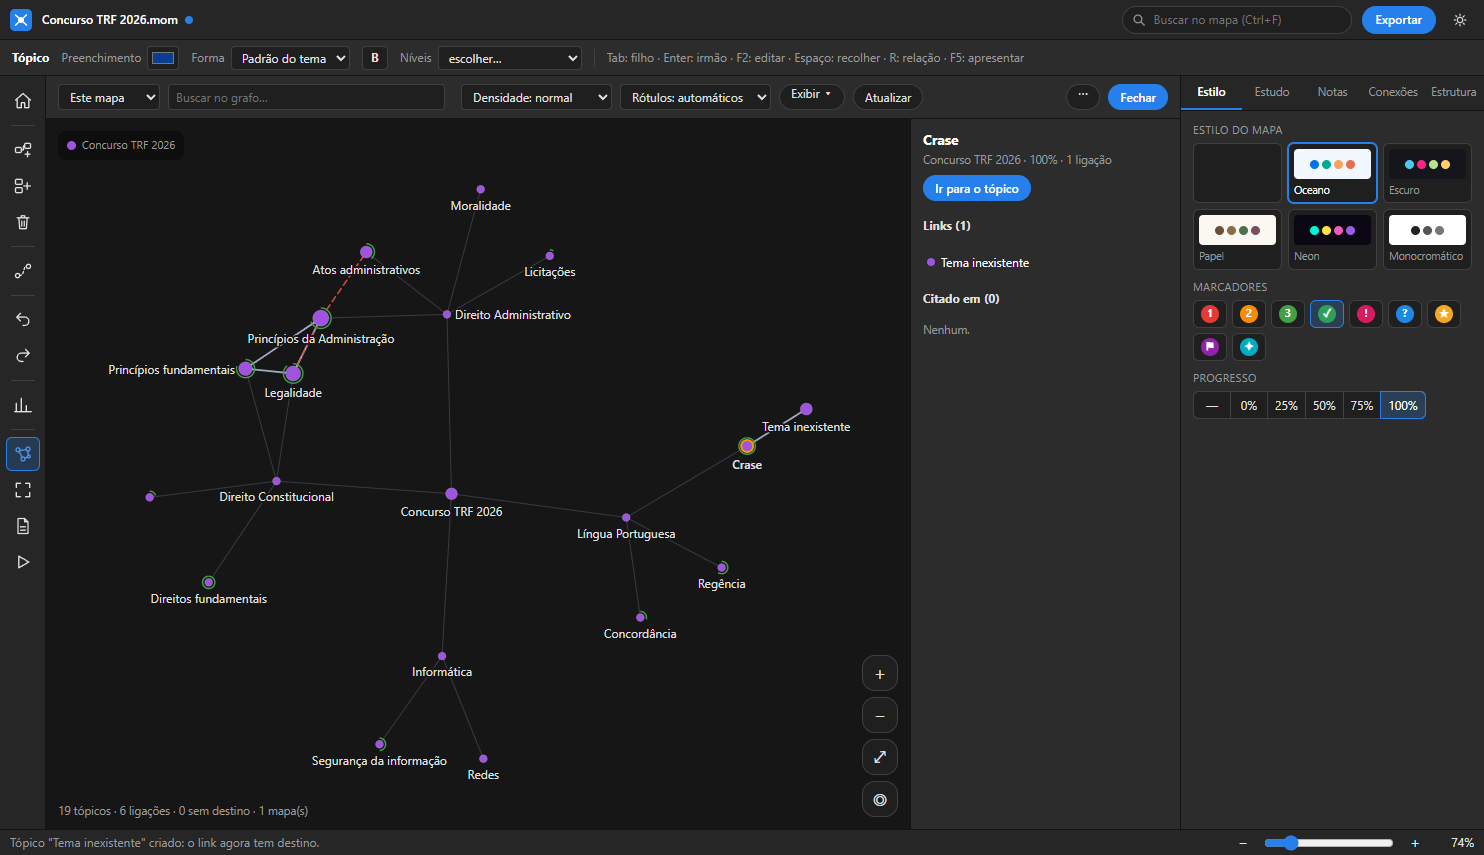 Concurso TRF 2026.mom
Buscar no mapa (Ctrl+F)
Exportar
Tópico
Preenchimento
Forma
Padrão do tema
B
Níveis
escolher...
Tab: filho · Enter: irmão · F2: editar · Espaço: recolher · R: relação · F5: apresentar
Este mapa
Buscar no grafo...
Densidade: normal
Rótulos: automáticos
Exibir
Atualizar
...
Fechar
Concurso TRF 2026
Moralidade
Atos administrativos
Licitações
Direito Administrativo
Princípios da Administração
Princípios fundamentais
Legalidade
Tema inexistente
Crase
Direito Constitucional
Concurso TRF 2026
Língua Portuguesa
Regência
Direitos fundamentais
Concordância
Informática
Segurança da informação
Redes
+
−
19 tópicos · 6 ligações · 0 sem destino · 1 mapa(s)
Crase
Concurso TRF 2026 · 100% · 1 ligação
Ir para o tópico
Links (1)
Tema inexistente
Citado em (0)
Nenhum.
Estilo
Estudo
Notas
Conexões
Estrutura
ESTILO DO MAPA
Oceano
Escuro
Papel
Neon
Monocromático
MARCADORES
1
2
3
!
?
PROGRESSO
—
0%
25%
50%
75%
100%
Tópico "Tema inexistente" criado: o link agora tem destino.
−
+
74%